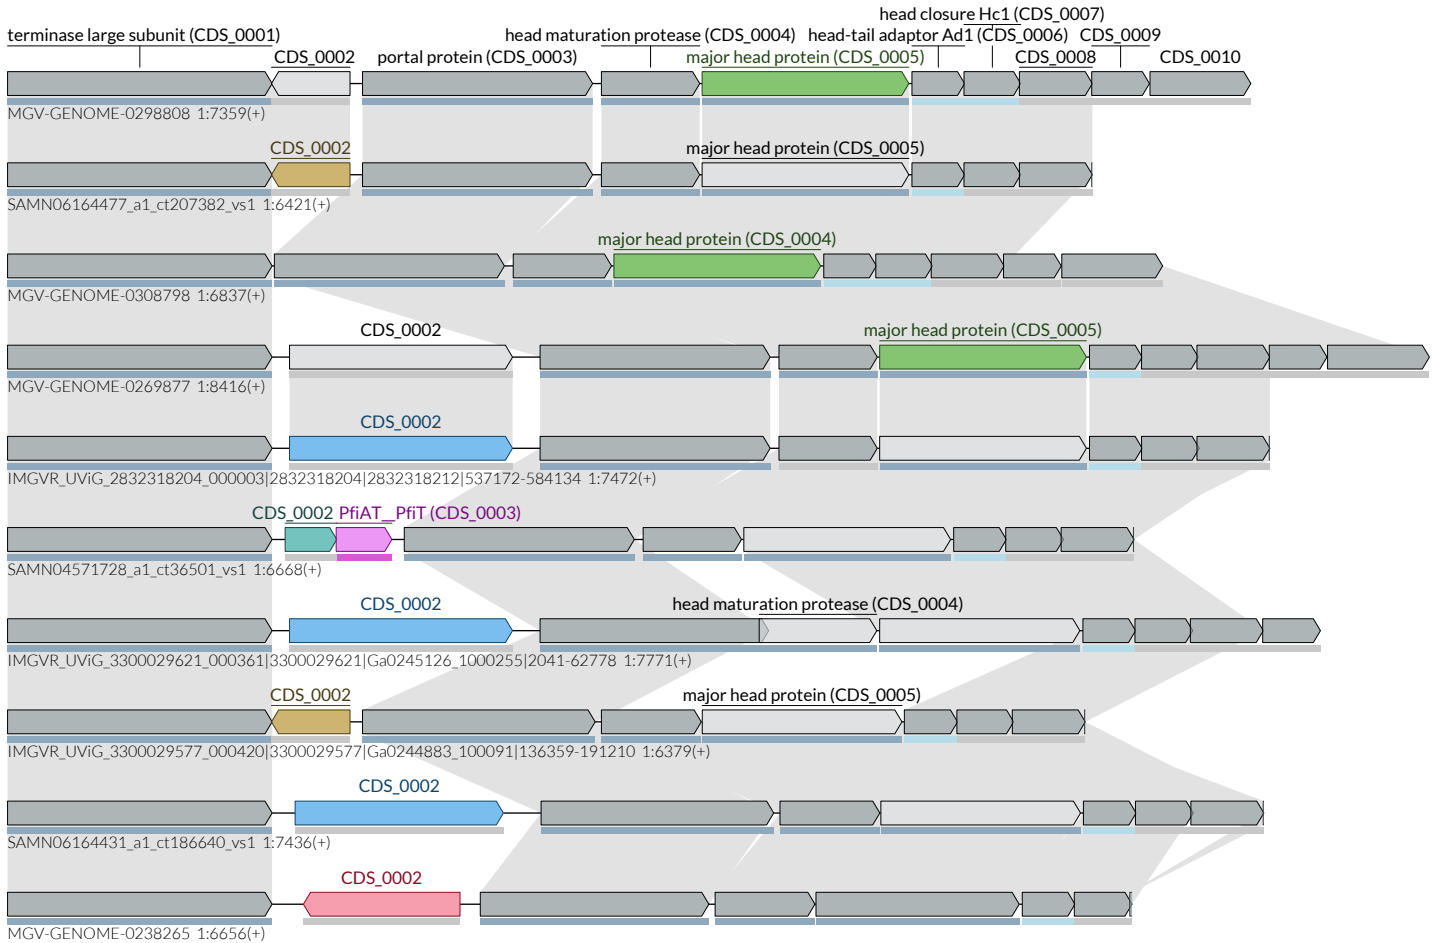 head closure Hc1 (CDS_0007)
terminase large subunit (CDS_0001) head maturation protease (CDS_0004) head-tail adaptor Ad1 (CDS_0006) CDS_0009
CDS_0002 portal protein (CDS_0003) major head protein (CDS_0005) CDS_0008 CDS_0010
MGV-GENOME-0298808 1:7359(+)
CDS_0002 major head protein (CDS_0005)
SAMN06164477_a1_ct207382_vs1 1:6421(+)
major head protein (CDS_0004)
MGV-GENOME-0308798 1:6837(+)
CDS_0002 major head protein (CDS_0005)
MGV-GENOME-0269877 1:8416(+)
CDS_0002
IMGVR_UViG_2832318204_000003|2832318204|2832318212|537172-584134 1:7472(+)
CDS_0002 PfiAT__PfiT (CDS_0003)
SAMN04571728_a1_ct36501_vs1 1:6668(+)
CDS_0002 head maturation protease (CDS_0004)
IMGVR_UViG_3300029621_000361|3300029621|Ga0245126_1000255|2041-62778 1:7771(+)
CDS_0002 major head protein (CDS_0005)
IMGVR_UViG_3300029577_000420|3300029577|Ga0244883_100091|136359-191210 1:6379(+)
CDS_0002
SAMN06164431_a1_ct186640_vs1 1:7436(+)
CDS_0002
MGV-GENOME-0238265 1:6656(+)